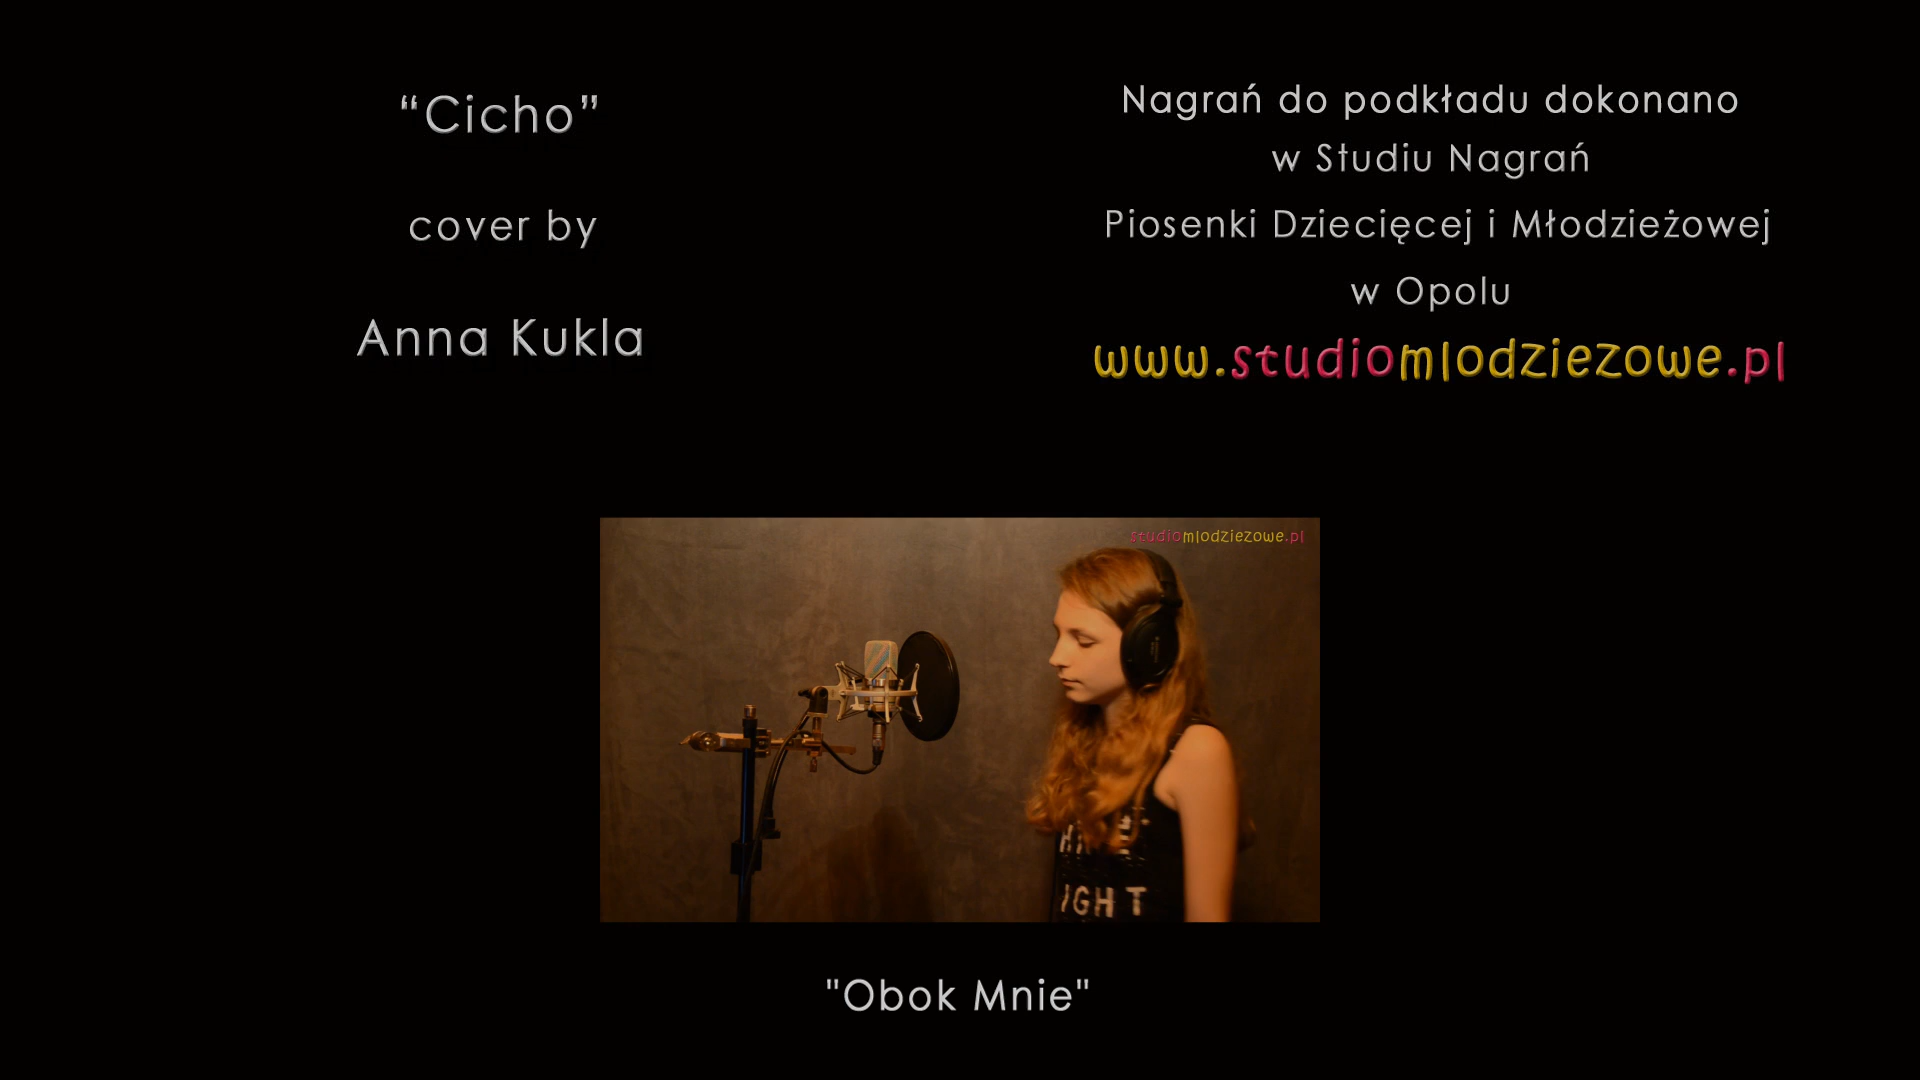 “Cicho”
cover by
Anna Kukla
Nagrań do podkładu dokonano
w Studiu Nagrań
Piosenki Dziecięcej i Młodzieżowej
w Opolu
www.studiomlodziezowe.pl
studiomlodziezowe.pl
IGHT
"Obok Mnie"